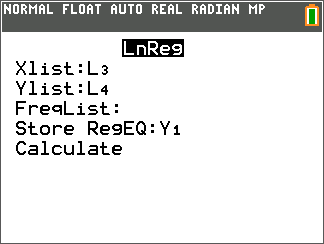 NORMAL FLOAT AUTO REAL RADIAN MP
LnReg
Xlist:L3
Ylist:L4
FreqList:
Store RegEQ:Y1
Calculate